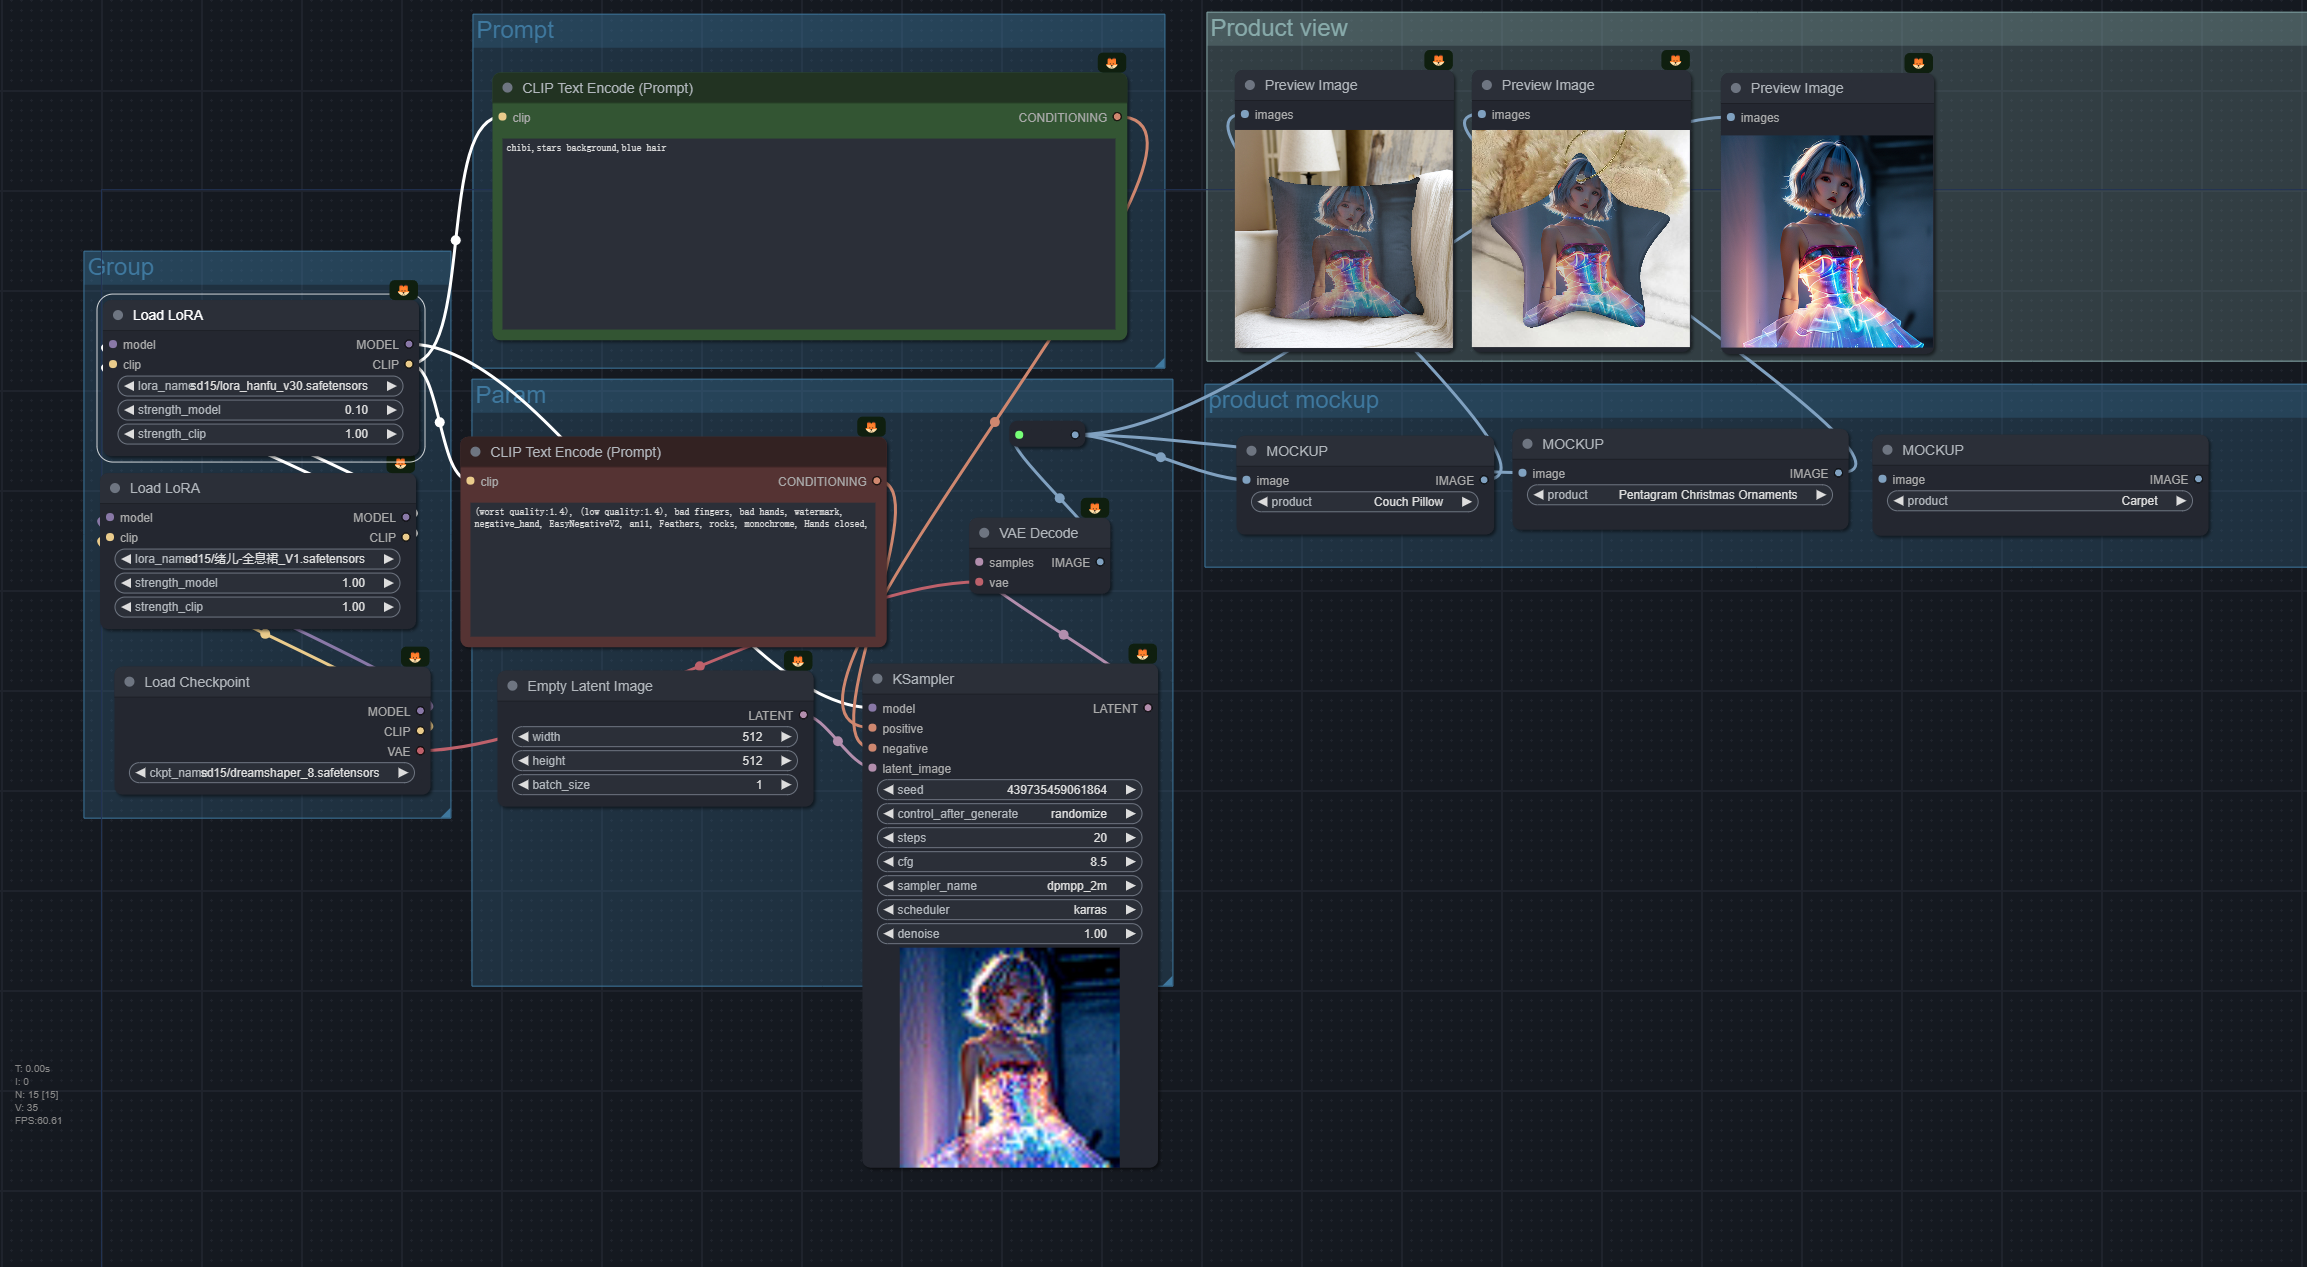 Prompt
CLIP Text Encode (Prompt)
clip
CONDITIONING
chibi,stars background,blue hair
Product view
Preview Image
images
Preview Image
images
Preview Image
images
Group
Load LoRA
model
MODEL
clip
CLIP
lora_name
sd15/lora_hanfu_v30.safetensors
strength_model
0.10
strength_clip
1.00
Load LoRA
model
MODEL
clip
CLIP
lora_name
sd15/绪儿-全息裙_V1.safetensors
strength_model
1.00
strength_clip
1.00
Load Checkpoint
MODEL
CLIP
VAE
ckpt_name
sd15/dreamshaper_8.safetensors
Param
CLIP Text Encode (Prompt)
clip
CONDITIONING
(worst quality:1.4), (low quality:1.4), bad fingers, bad hands, watermark,
negative_hand, EasyNegativeV2, an11, Feathers, rocks, monochrome, Hands closed,
VAE Decode
samples
IMAGE
vae
Empty Latent Image
LATENT
width
512
height
512
batch_size
1
KSampler
model
LATENT
positive
negative
latent_image
seed
439735459061864
control_after_generate
randomize
steps
20
cfg
8.5
sampler_name
dpmpp_2m
scheduler
karras
denoise
1.00
product mockup
MOCKUP
image
IMAGE
product
Couch Pillow
MOCKUP
image
IMAGE
product
Pentagram Christmas Ornaments
MOCKUP
image
IMAGE
product
Carpet
T: 0.00s
I: 0
N: 15 [15]
V: 35
FPS:60.61